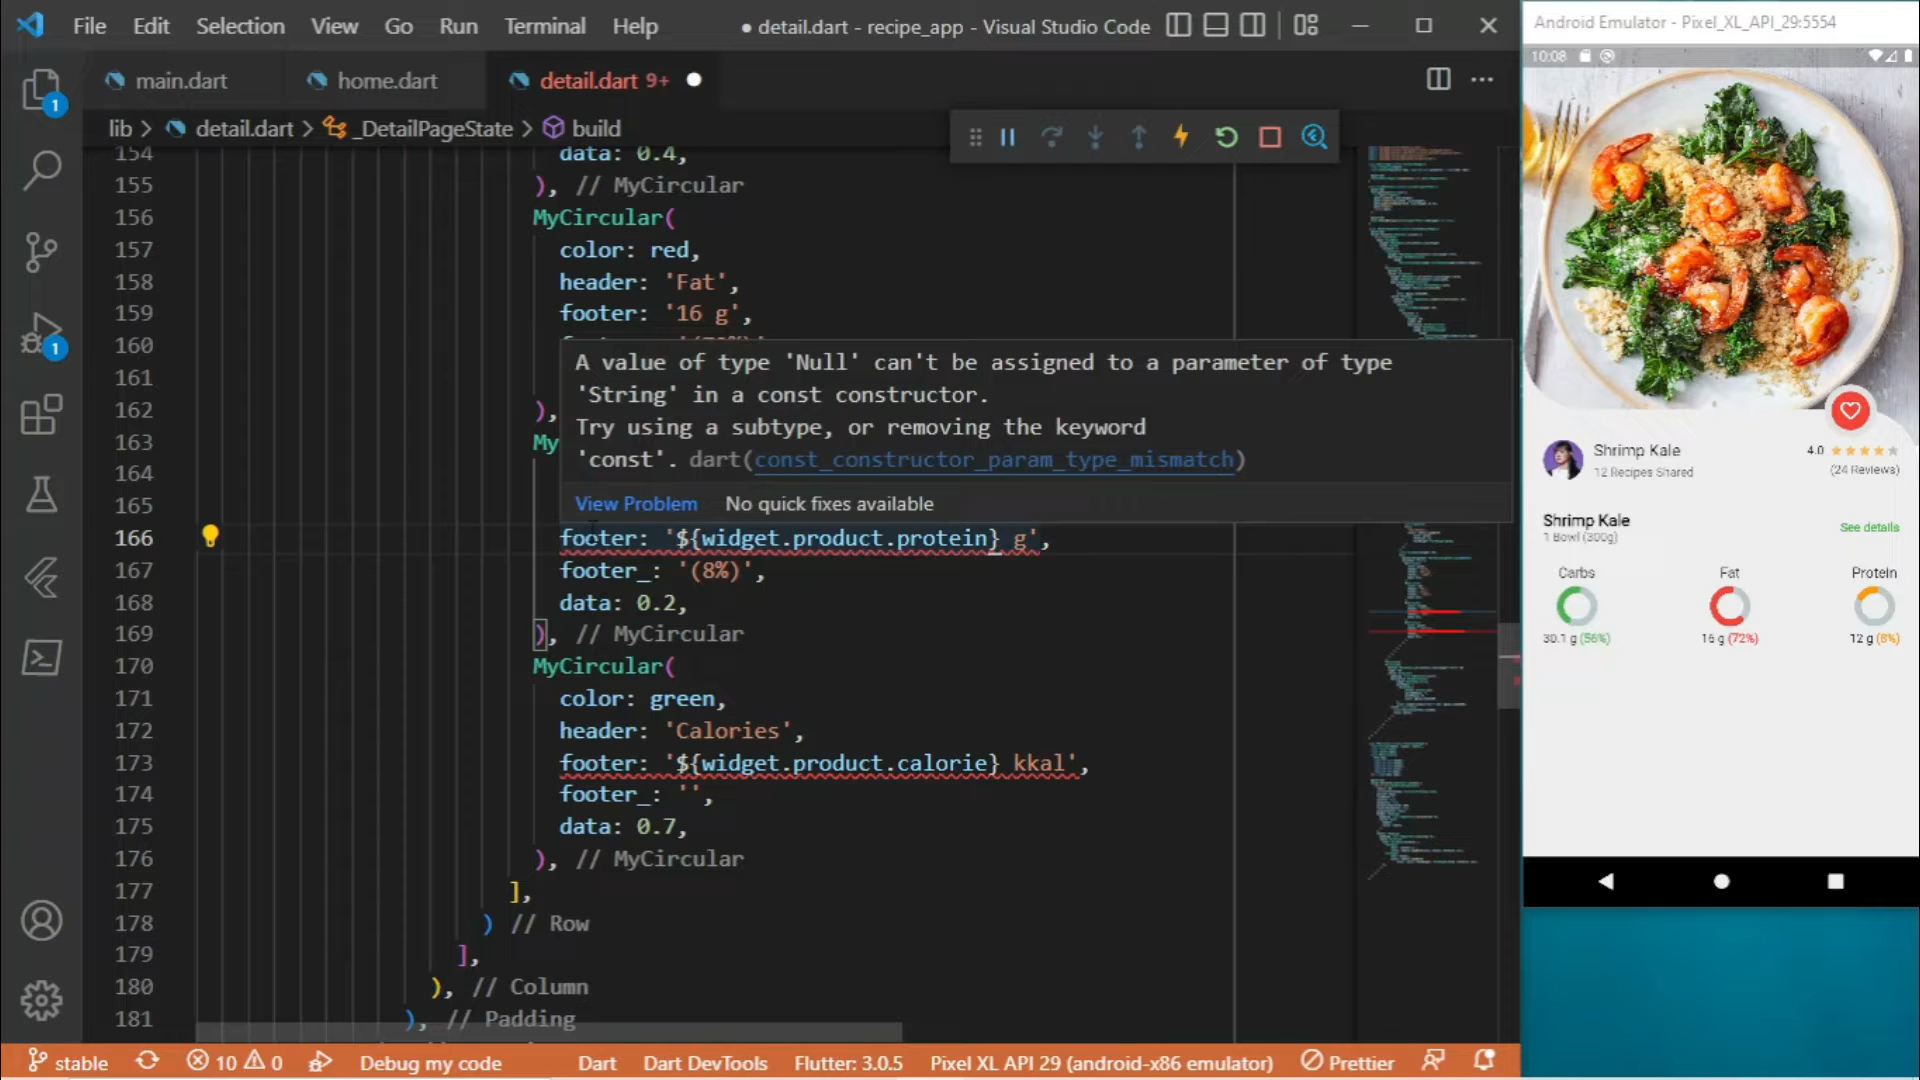 File Edit Selection View Go Run Terminal Help
● detail.dart - recipe_app - Visual Studio Code
main.dart home.dart detail.dart 9+
lib > detail.dart > _DetailPageState > build
154 data: 0.4,
155 ), // MyCircular
156 MyCircular(
157 color: red,
158 header: 'Fat',
159 footer: '16 g',
160
161
162 ),
163 My
164
165
A value of type 'Null' can't be assigned to a parameter of type
'String' in a const constructor.
Try using a subtype, or removing the keyword
'const'. dart(const_constructor_param_type_mismatch)
View Problem No quick fixes available
166 footer: '${widget.product.protein} g',
167 footer_: '(8%)',
168 data: 0.2,
169 ), // MyCircular
170 MyCircular(
171 color: green,
172 header: 'Calories',
173 footer: '${widget.product.calorie} kkal',
174 footer_: '',
175 data: 0.7,
176 ), // MyCircular
177 ],
178 ) // Row
179 ],
180 ), // Column
181 ), // Padding
1
1
stable 10 0 Debug my code Dart Dart DevTools Flutter: 3.0.5 Pixel XL API 29 (android-x86 emulator) Prettier
Android Emulator - Pixel_XL_API_29:5554
10:08
Shrimp Kale
12 Recipes Shared
4.0
(24 Reviews)
Shrimp Kale
1 Bowl (300g)
See details
Carbs Fat Protein
30.1 g (56%) 16 g (72%) 12 g (8%)